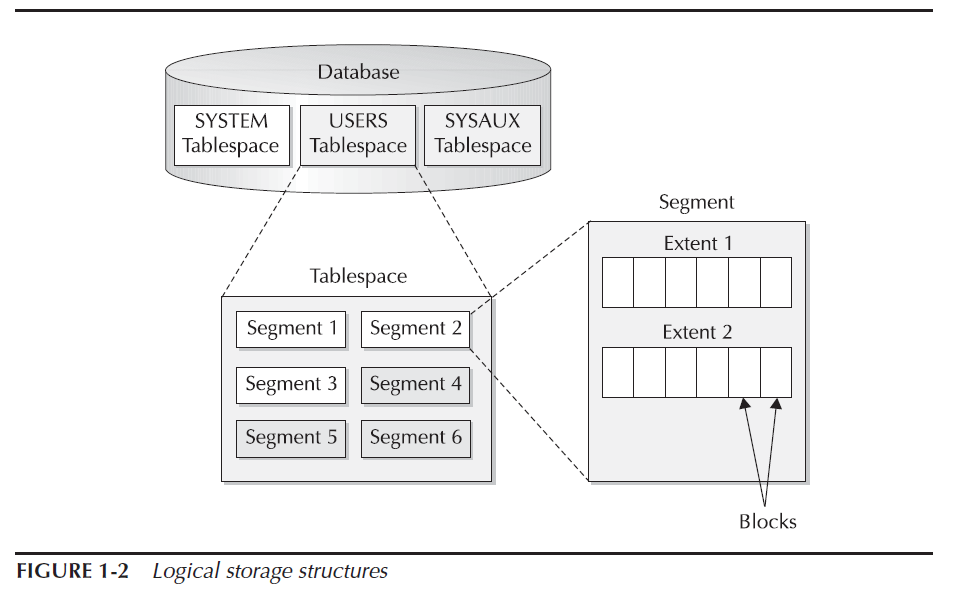 Database
SYSTEM
Tablespace
USERS
Tablespace
SYSAUX
Tablespace
Segment
Extent 1
Extent 2
Blocks
Tablespace
Segment 1
Segment 2
Segment 3
Segment 4
Segment 5
Segment 6
FIGURE 1-2 Logical storage structures